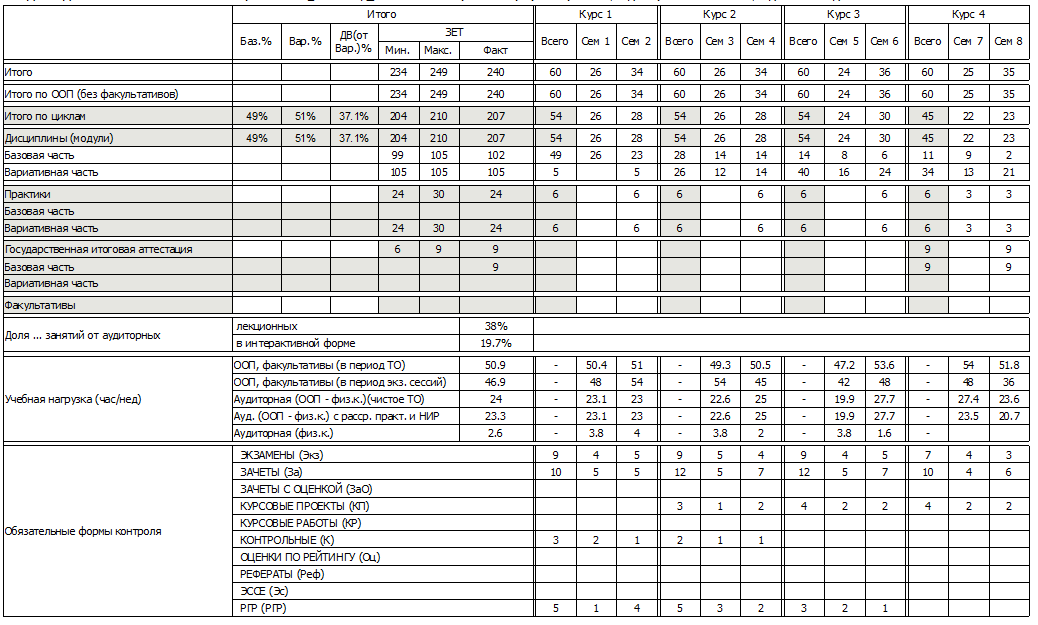 Итого Курс 1 Курс 2 Курс 3 Курс 4
Баз.% Вар.% ДВ(от Вар.)% ЗЕТ Всего Сем 1 Сем 2 Всего Сем 3 Сем 4 Всего Сем 5 Сем 6 Всего Сем 7 Сем 8
Мин. Макс. Факт
Итого 234 249 240 60 26 34 60 26 34 60 24 36 60 25 35
Итого по ООП (без факультативов) 234 249 240 60 26 34 60 26 34 60 24 36 60 25 35
Итого по циклам 49% 51% 37.1% 204 210 207 54 26 28 54 26 28 54 24 30 45 22 23
Дисциплины (модули) 49% 51% 37.1% 204 210 207 54 26 28 54 26 28 54 24 30 45 22 23
Базовая часть 99 105 102 49 26 23 28 14 14 14 8 6 11 9 2
Вариативная часть 105 105 105 5 5 26 12 14 40 16 24 34 13 21
Практики 24 30 24 6 6 6 6 6 6 6 3 3
Базовая часть
Вариативная часть 24 30 24 6 6 6 6 6 6 6 3 3
Государственная итоговая аттестация 6 9 9 9 9
Базовая часть 9 9 9
Вариативная часть
Факультативы
Доля ... занятий от аудиторных
лекционных 38%
в интерактивной форме 19.7%
Учебная нагрузка (час/нед)
ООП, факультативы (в период ТО) 50.9 - 50.4 51 - 49.3 50.5 - 47.2 53.6 - 54 51.8
ООП, факультативы (в период экз. сессий) 46.9 - 48 54 - 54 45 - 42 48 - 48 36
Аудиторная (ООП - физ.к.)(чистое ТО) 24 - 23.1 23 - 22.6 25 - 19.9 27.7 - 27.4 23.6
Ауд. (ООП - физ.к.) с расср. практ. и НИР 23.3 - 23.1 23 - 22.6 25 - 19.9 27.7 - 23.5 20.7
Аудиторная (физ.к.) 2.6 - 3.8 4 - 3.8 2 - 3.8 1.6 -
Обязательные формы контроля
ЭКЗАМЕНЫ (Экз) 9 4 5 9 5 4 9 4 5 7 4 3
ЗАЧЕТЫ (За) 10 5 5 12 5 7 12 5 7 10 4 6
ЗАЧЕТЫ С ОЦЕНКОЙ (ЗаО)
КУРСОВЫЕ ПРОЕКТЫ (КП) 3 1 2 4 2 2 4 2 2
КУРСОВЫЕ РАБОТЫ (КР)
КОНТРОЛЬНЫЕ (К) 3 2 1 2 1 1
ОЦЕНКИ ПО РЕЙТИНГУ (Оц)
РЕФЕРАТЫ (Реф)
ЭССЕ (Эс)
РГР (РГР) 5 1 4 5 3 2 3 2 1